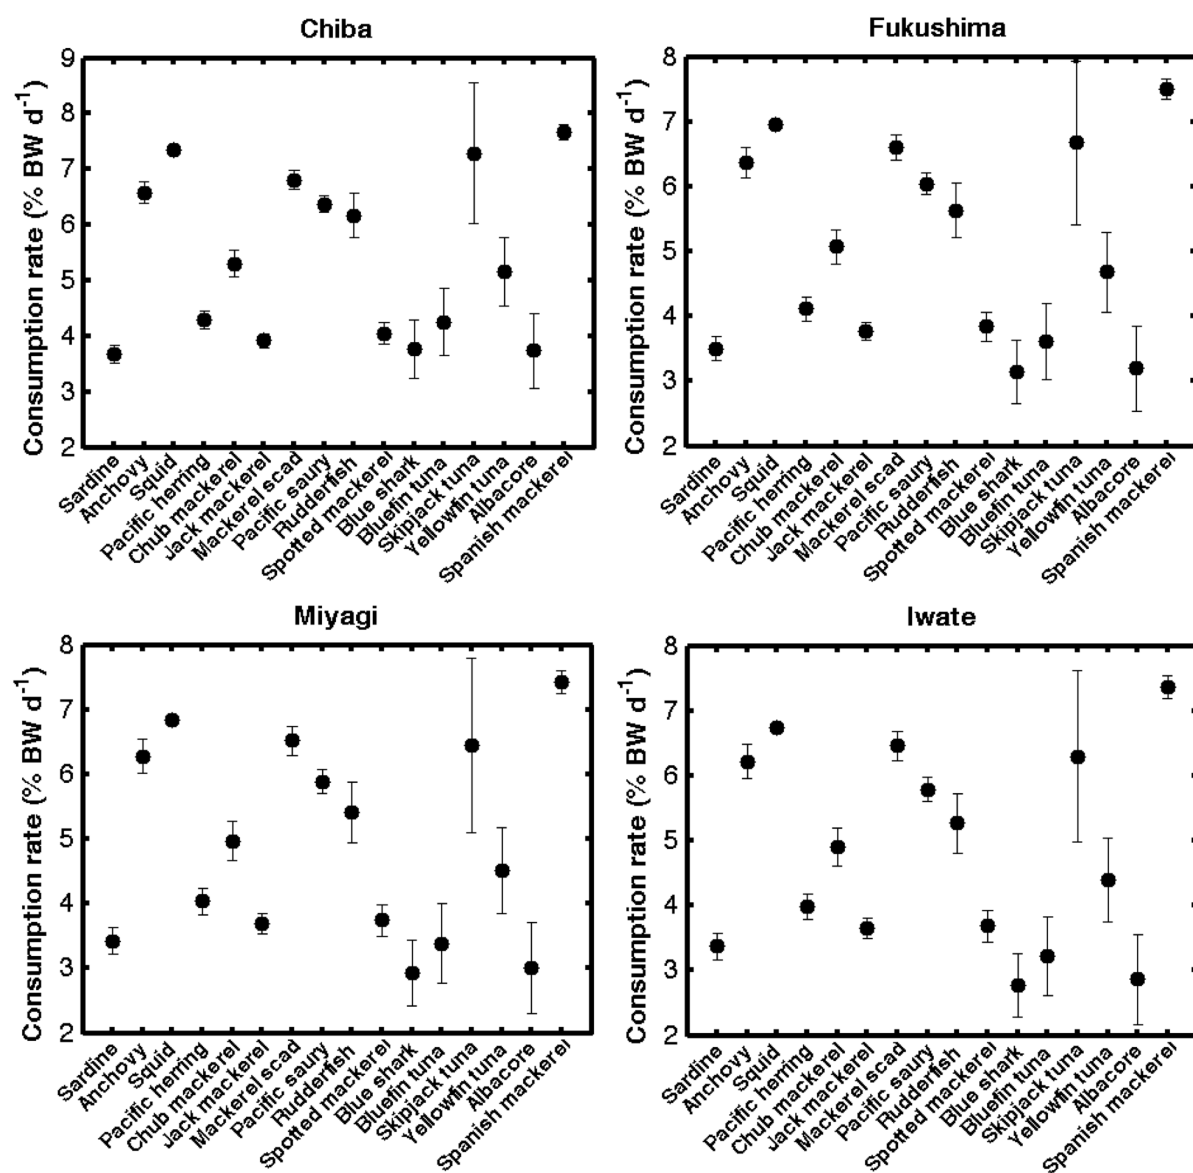 Chiba
Consumption rate (% BW d⁻¹)
9
8
7
6
5
4
3
2
Sardine
Anchovy
Squid
Pacific herring
Chub mackerel
Jack mackerel
Mackerel scad
Pacific saury
Rudderfish
Spotted mackerel
Blue shark
Bluefin tuna
Skipjack tuna
Yellowfin tuna
Albacore
Spanish mackerel
Fukushima
Consumption rate (% BW d⁻¹)
8
7
6
5
4
3
2
Sardine
Anchovy
Squid
Pacific herring
Chub mackerel
Jack mackerel
Mackerel scad
Pacific saury
Rudderfish
Spotted mackerel
Blue shark
Bluefin tuna
Skipjack tuna
Yellowfin tuna
Albacore
Spanish mackerel
Miyagi
Consumption rate (% BW d⁻¹)
8
7
6
5
4
3
2
Sardine
Anchovy
Squid
Pacific herring
Chub mackerel
Jack mackerel
Mackerel scad
Pacific saury
Rudderfish
Spotted mackerel
Blue shark
Bluefin tuna
Skipjack tuna
Yellowfin tuna
Albacore
Spanish mackerel
Iwate
Consumption rate (% BW d⁻¹)
8
7
6
5
4
3
2
Sardine
Anchovy
Squid
Pacific herring
Chub mackerel
Jack mackerel
Mackerel scad
Pacific saury
Rudderfish
Spotted mackerel
Blue shark
Bluefin tuna
Skipjack tuna
Yellowfin tuna
Albacore
Spanish mackerel